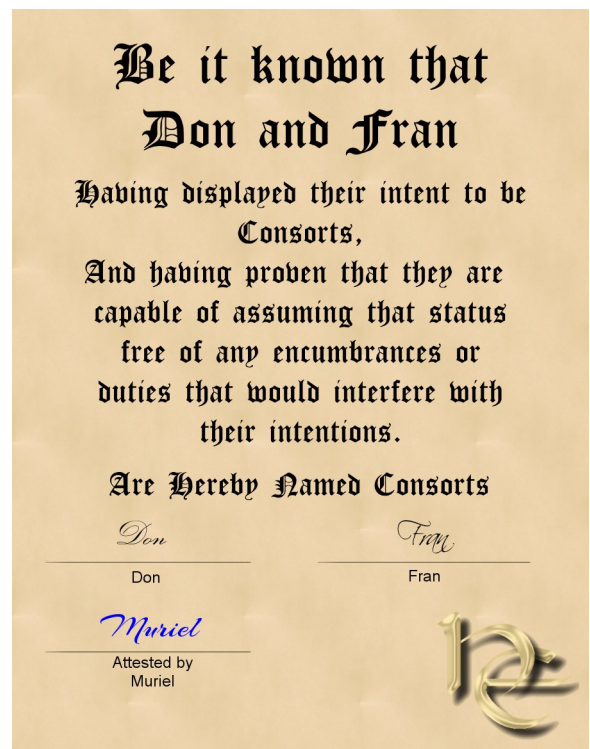 Be it known that
Don and Fran
Having displayed their intent to be
Consorts,
And having proven that they are
capable of assuming that status
free of any encumbrances or
duties that would interfere with
their intentions.
Are Hereby Named Consorts
Don Fran
Don Fran
Muriel
Attested by
Muriel